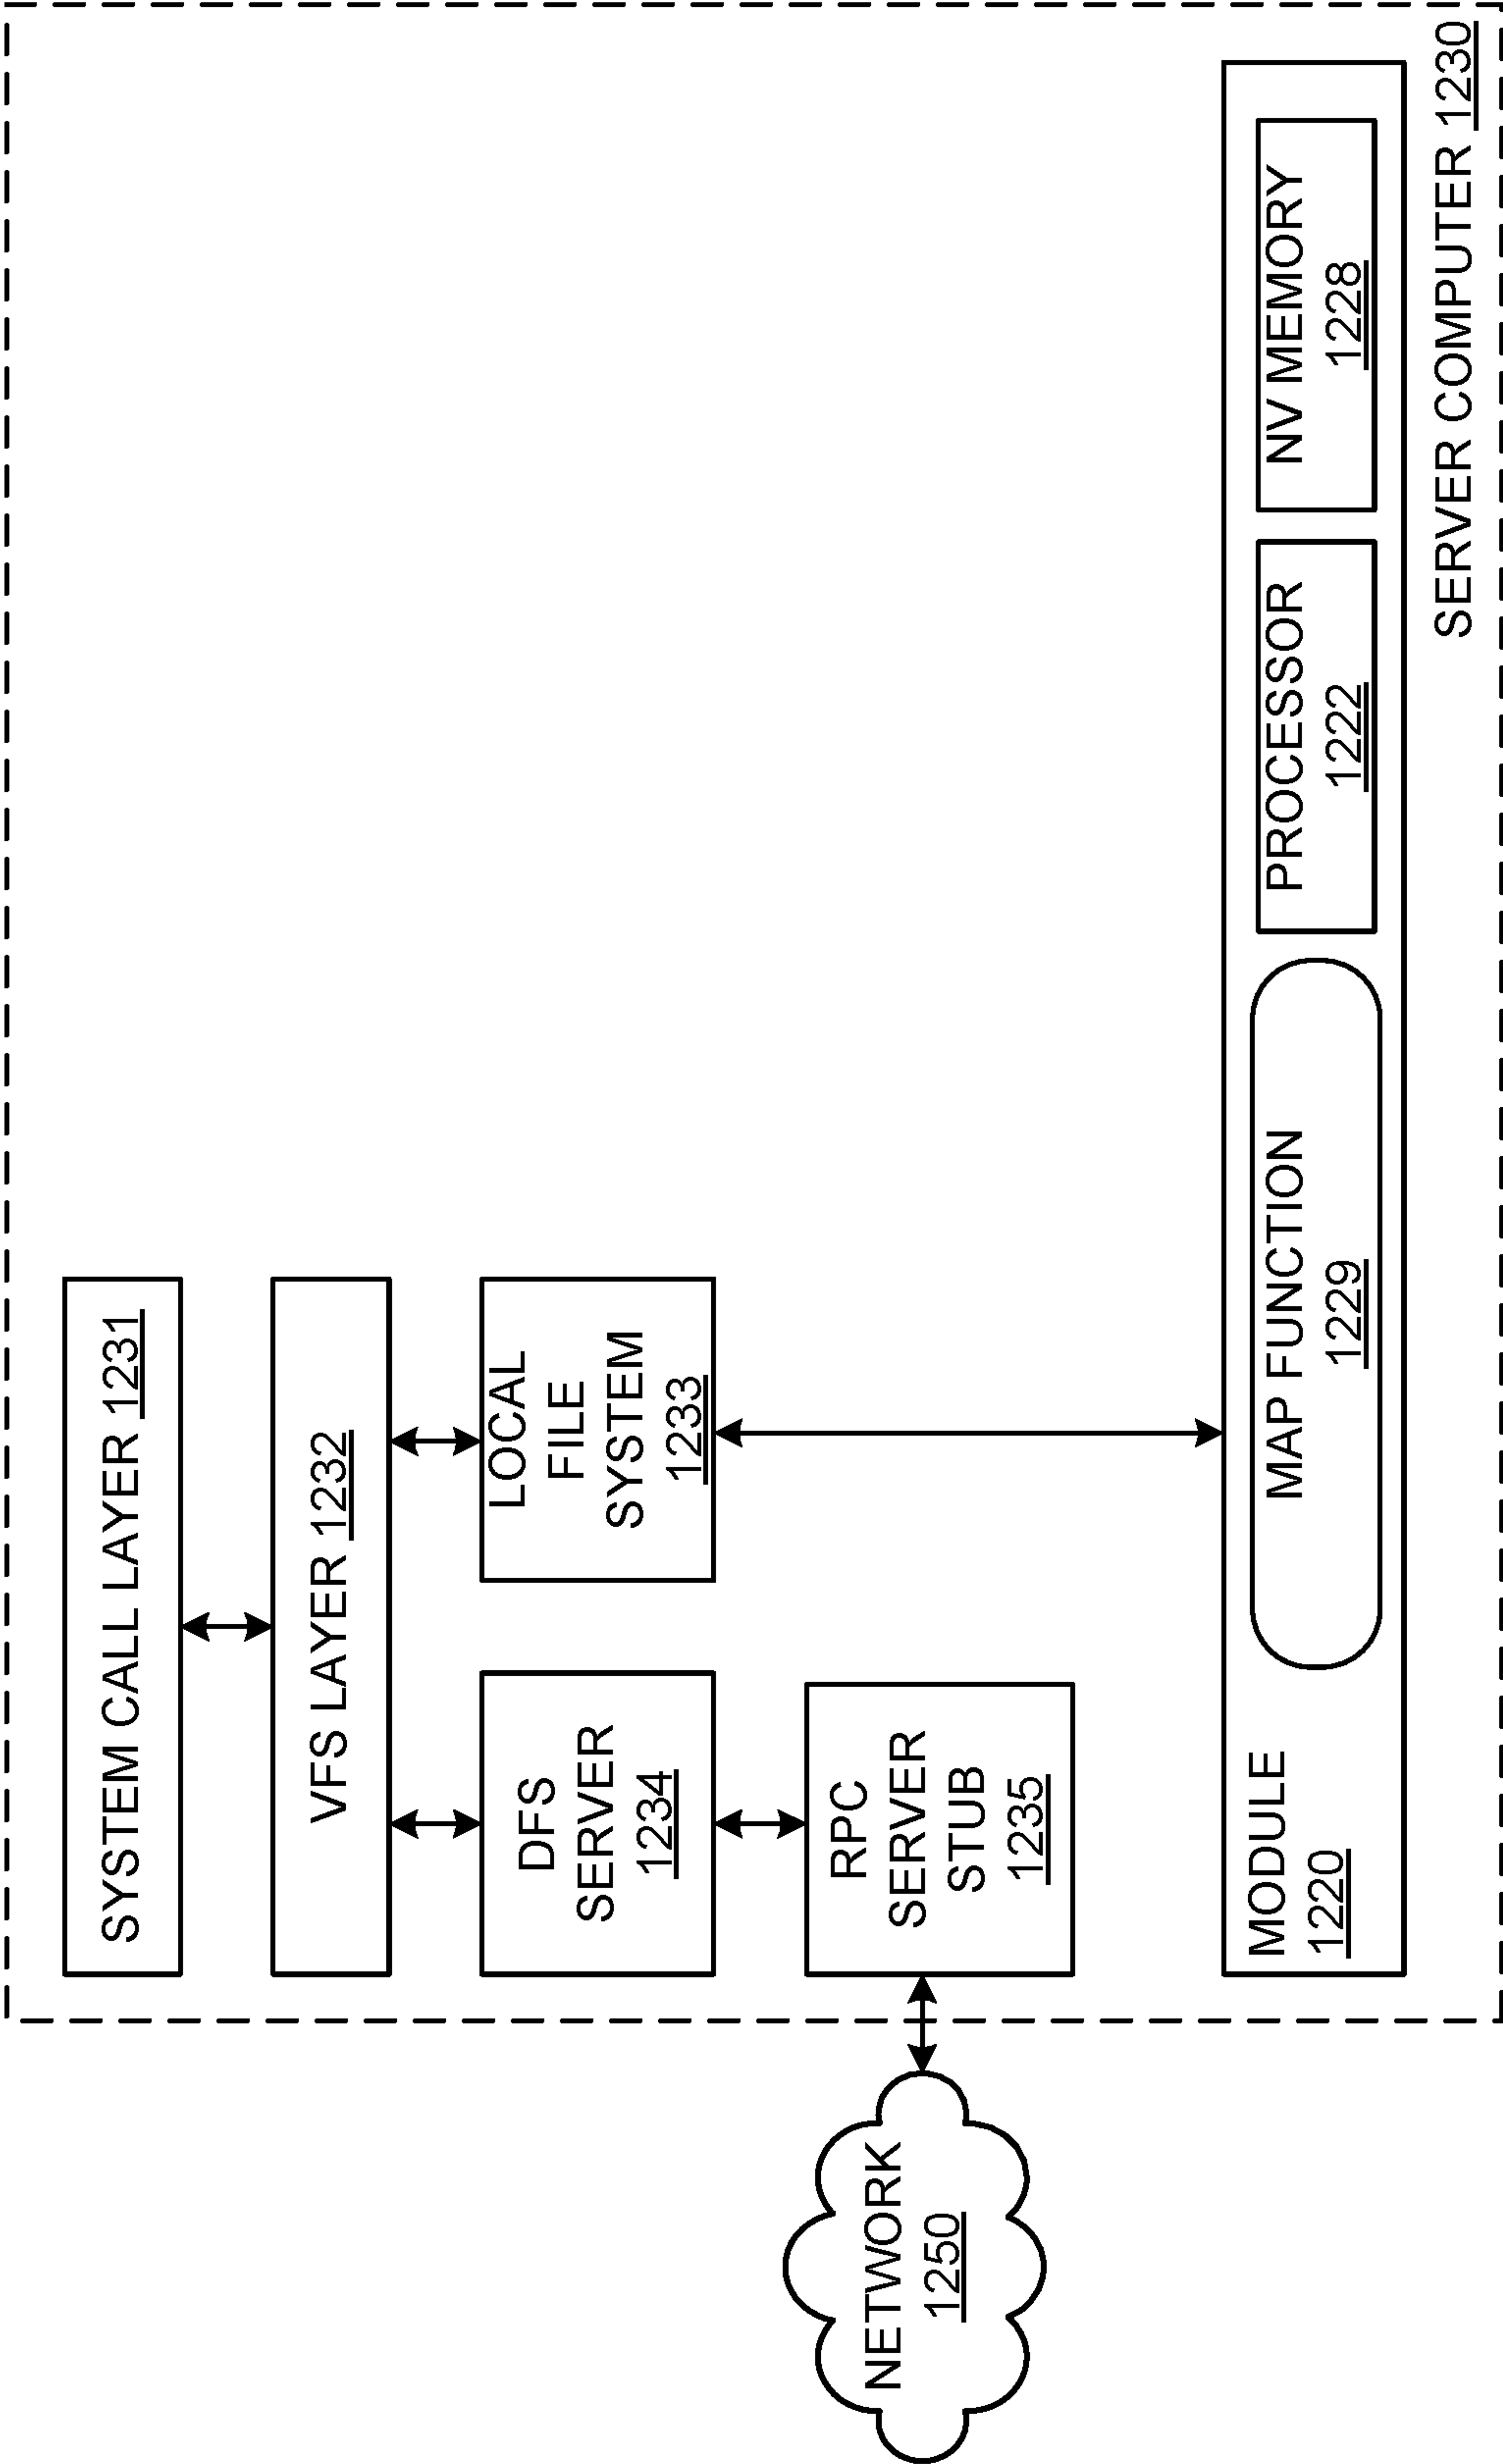 SYSTEM CALL LAYER 1231
VFS LAYER 1232
DFS
SERVER
1234
LOCAL
FILE
SYSTEM
1233
RPC
SERVER
STUB
1235
NETWORK
1250
MODULE
1220
MAP FUNCTION
1229
PROCESSOR
1222
NV MEMORY
1228
SERVER COMPUTER 1230